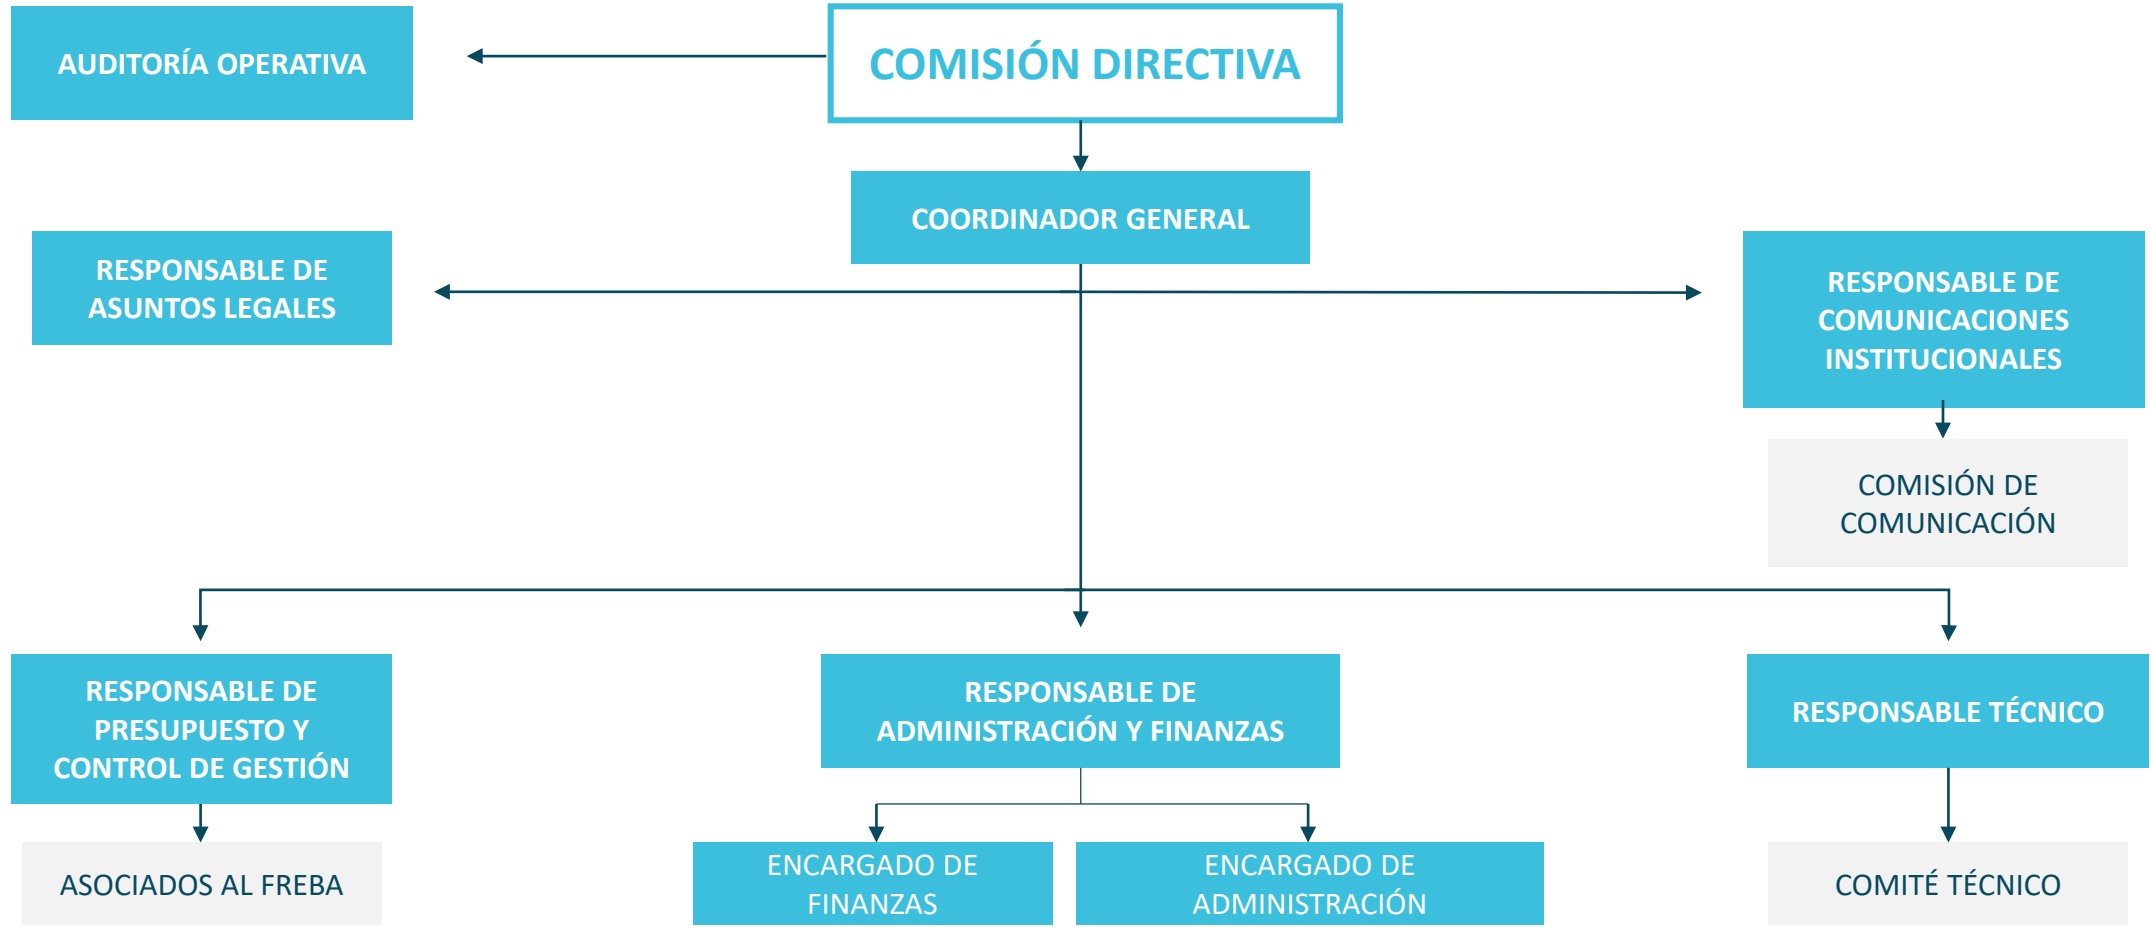 AUDITORÍA OPERATIVA
COMISIÓN DIRECTIVA
COORDINADOR GENERAL
RESPONSABLE DE
ASUNTOS LEGALES
RESPONSABLE DE
COMUNICACIONES
INSTITUCIONALES
COMISIÓN DE
COMUNICACIÓN
RESPONSABLE DE
PRESUPUESTO Y
CONTROL DE GESTIÓN
RESPONSABLE DE
ADMINISTRACIÓN Y FINANZAS
RESPONSABLE TÉCNICO
ASOCIADOS AL FREBA
ENCARGADO DE
FINANZAS
ENCARGADO DE
ADMINISTRACIÓN
COMITÉ TÉCNICO